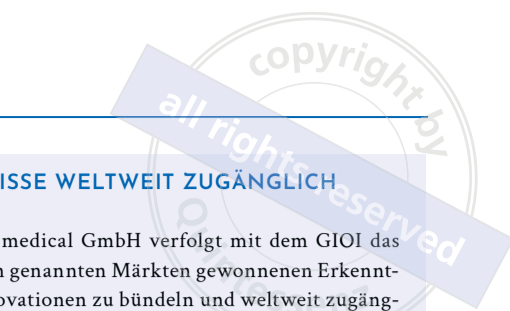 copyright by
all rights reserved
ISSE WELTWEIT ZUGÄNGLICH
medical GmbH verfolgt mit dem GIOI das
n genannten Märkten gewonnenen Erkennt-
ovationen zu bündeln und weltweit zugäng-